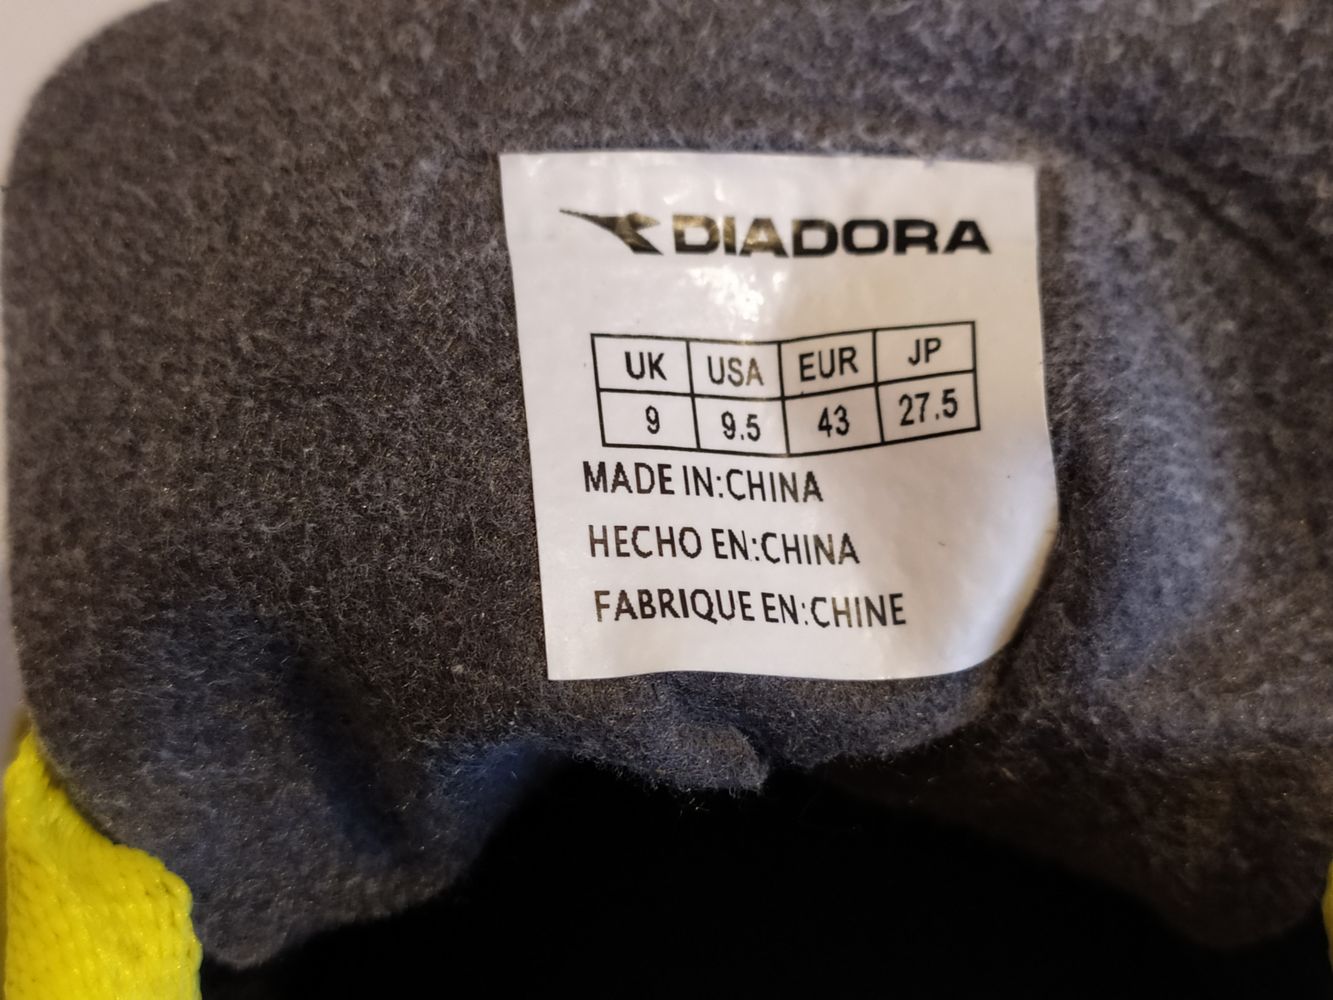 DIADORA
UK USA EUR JP
9 9.5 43 27.5
MADE IN:CHINA
HECHO EN:CHINA
FABRIQUE EN:CHINE